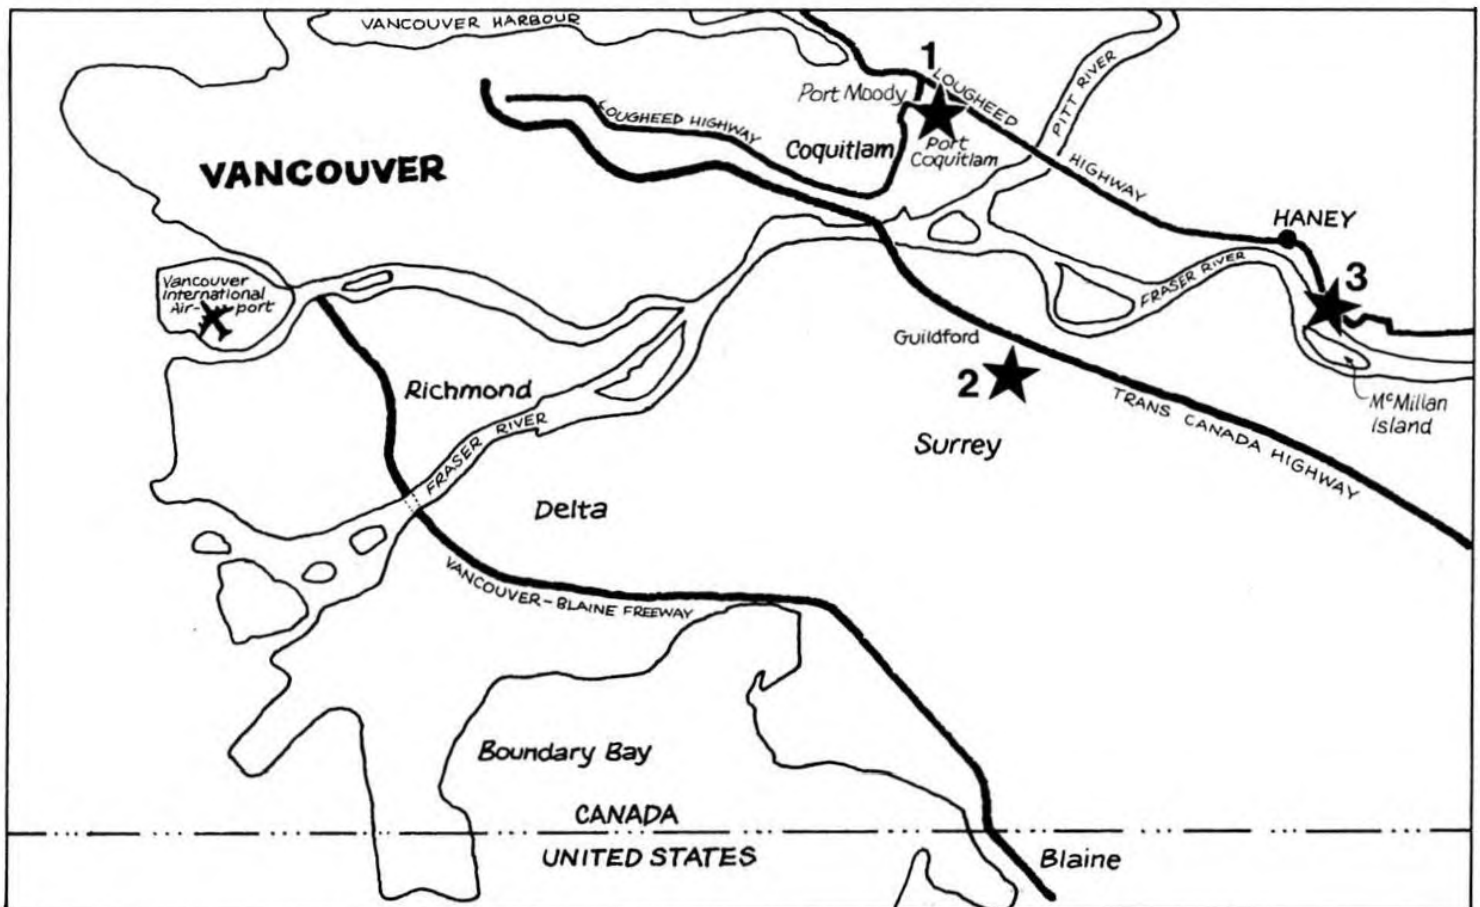 VANCOUVER HARBOUR
1
LOUGHEED
HIGHWAY
PITT RIVER
Port Moody
LOUGHEED HIGHWAY
Coquitlam
Port
Coquitlam
VANCOUVER
HANEY
Vancouver
International
Air-port
FRASER RIVER
3
Guildford
2
Richmond
TRANS CANADA HIGHWAY
McMillan
Island
FRASER RIVER
Surrey
Delta
VANCOUVER-BLAINE FREEWAY
Boundary Bay
CANADA
UNITED STATES
Blaine